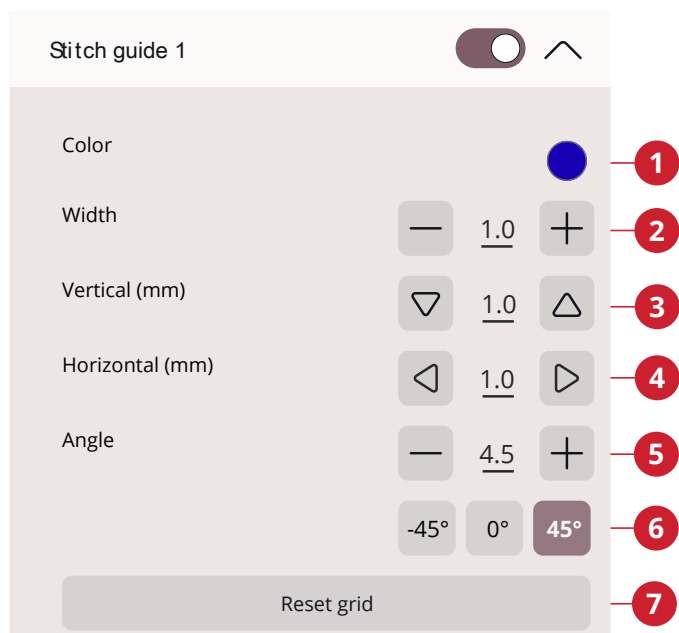 Stitch guide 1
Color
1
Width 1.0 2
Vertical (mm) 1.0 3
Horizontal (mm) 1.0 4
Angle 4.5 5
-45° 0° 45° 6
Reset grid 7